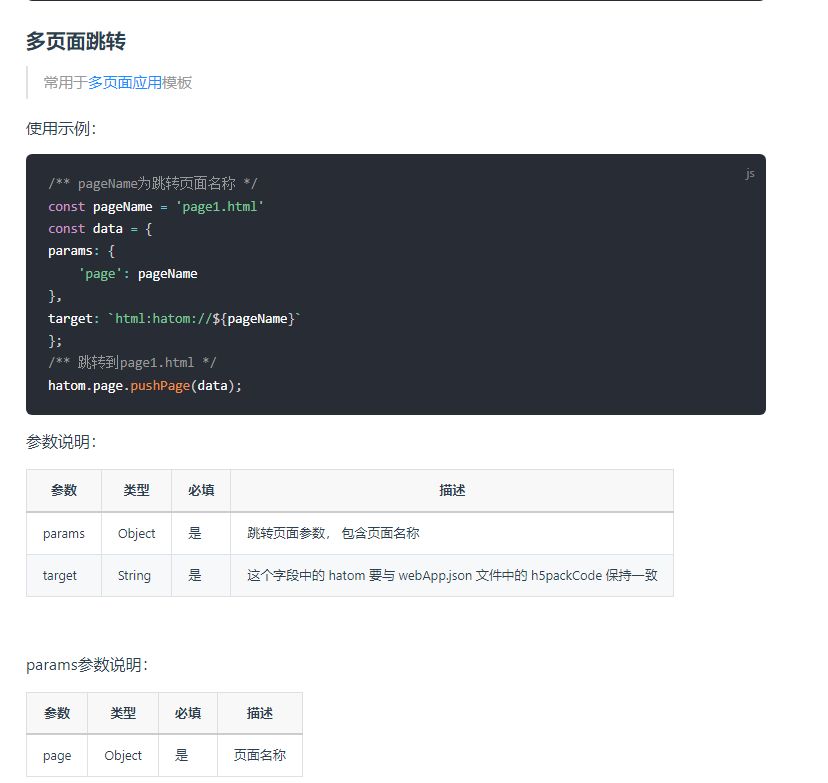 多页面跳转
常用于多页面应用模板
使用示例：
js
/** pageName为跳转页面名称 */
const pageName = 'page1.html'
const data = {
params: {
'page': pageName
},
target: `html:hatom://${pageName}`
};
/** 跳转到page1.html */
hatom.page.pushPage(data);
参数说明：
参数 类型 必填 描述
params Object 是 跳转页面参数， 包含页面名称
target String 是 这个字段中的 hatom 要与 webApp.json 文件中的 h5packCode 保持一致
params参数说明：
参数 类型 必填 描述
page Object 是 页面名称